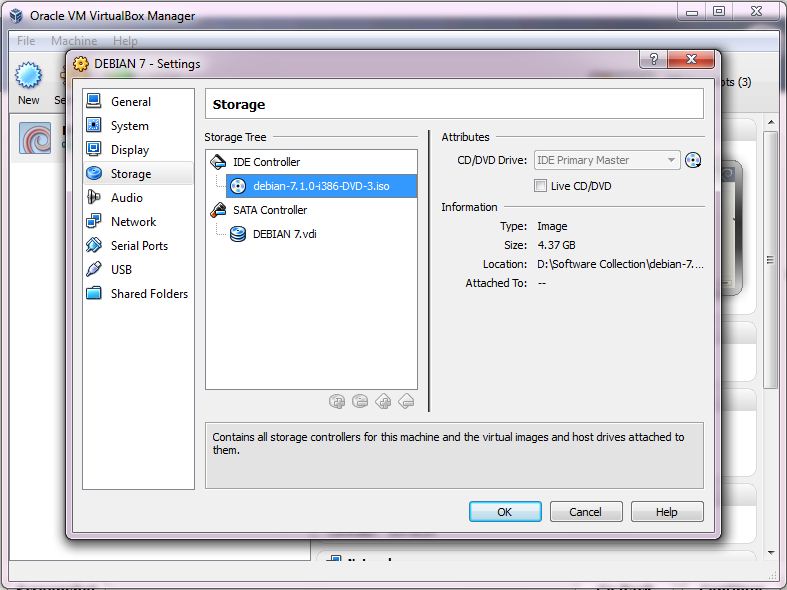 Oracle VM VirtualBox Manager
File Machine Help
New
DEBIAN 7 - Settings
General
System
Display
Storage
Audio
Network
Serial Ports
USB
Shared Folders
Storage
Storage Tree
IDE Controller
debian-7.1.0-i386-DVD-3.iso
SATA Controller
DEBIAN 7.vdi
Attributes
CD/DVD Drive: IDE Primary Master
Live CD/DVD
Information
Type: Image
Size: 4.37 GB
Location: D:\Software Collection\debian-7....
Attached To: --
Contains all storage controllers for this machine and the virtual images and host drives attached to
them.
OK Cancel Help
(3)